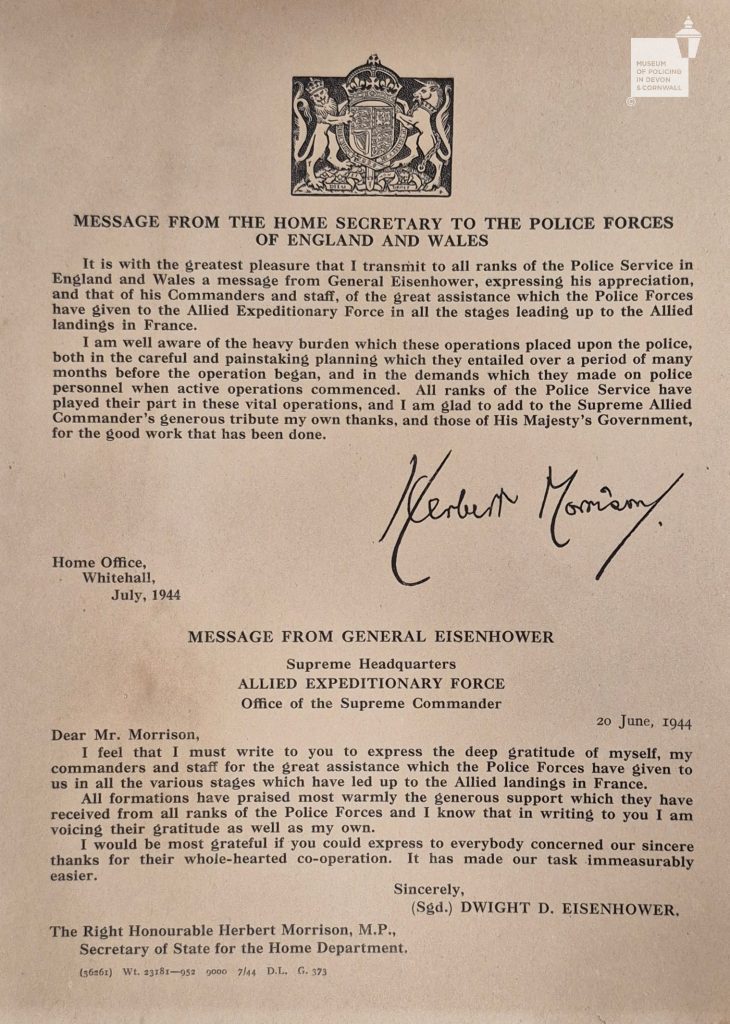 MUSEUM
OF POLICING
IN DEVON
& CORNWALL
©
MESSAGE FROM THE HOME SECRETARY TO THE POLICE FORCES
OF ENGLAND AND WALES
It is with the greatest pleasure that I transmit to all ranks of the Police Service in
England and Wales a message from General Eisenhower, expressing his appreciation,
and that of his Commanders and staff, of the great assistance which the Police Forces
have given to the Allied Expeditionary Force in all the stages leading up to the Allied
landings in France.
I am well aware of the heavy burden which these operations placed upon the police,
both in the careful and painstaking planning which they entailed over a period of many
months before the operation began, and in the demands which they made on police
personnel when active operations commenced. All ranks of the Police Service have
played their part in these vital operations, and I am glad to add to the Supreme Allied
Commander's generous tribute my own thanks, and those of His Majesty's Government,
for the good work that has been done.
Herbert Morrison.
Home Office,
Whitehall,
July, 1944
MESSAGE FROM GENERAL EISENHOWER
Supreme Headquarters
ALLIED EXPEDITIONARY FORCE
Office of the Supreme Commander
20 June, 1944
Dear Mr. Morrison,
I feel that I must write to you to express the deep gratitude of myself, my
commanders and staff for the great assistance which the Police Forces have given to
us in all the various stages which have led up to the Allied landings in France.
All formations have praised most warmly the generous support which they have
received from all ranks of the Police Forces and I know that in writing to you I am
voicing their gratitude as well as my own.
I would be most grateful if you could express to everybody concerned our sincere
thanks for their whole-hearted co-operation. It has made our task immeasurably
easier.
Sincerely,
(Sgd.) DWIGHT D. EISENHOWER.
The Right Honourable Herbert Morrison, M.P.,
Secretary of State for the Home Department.
(36261) Wt. 23181—952 9000 7/44 D.L. G. 373